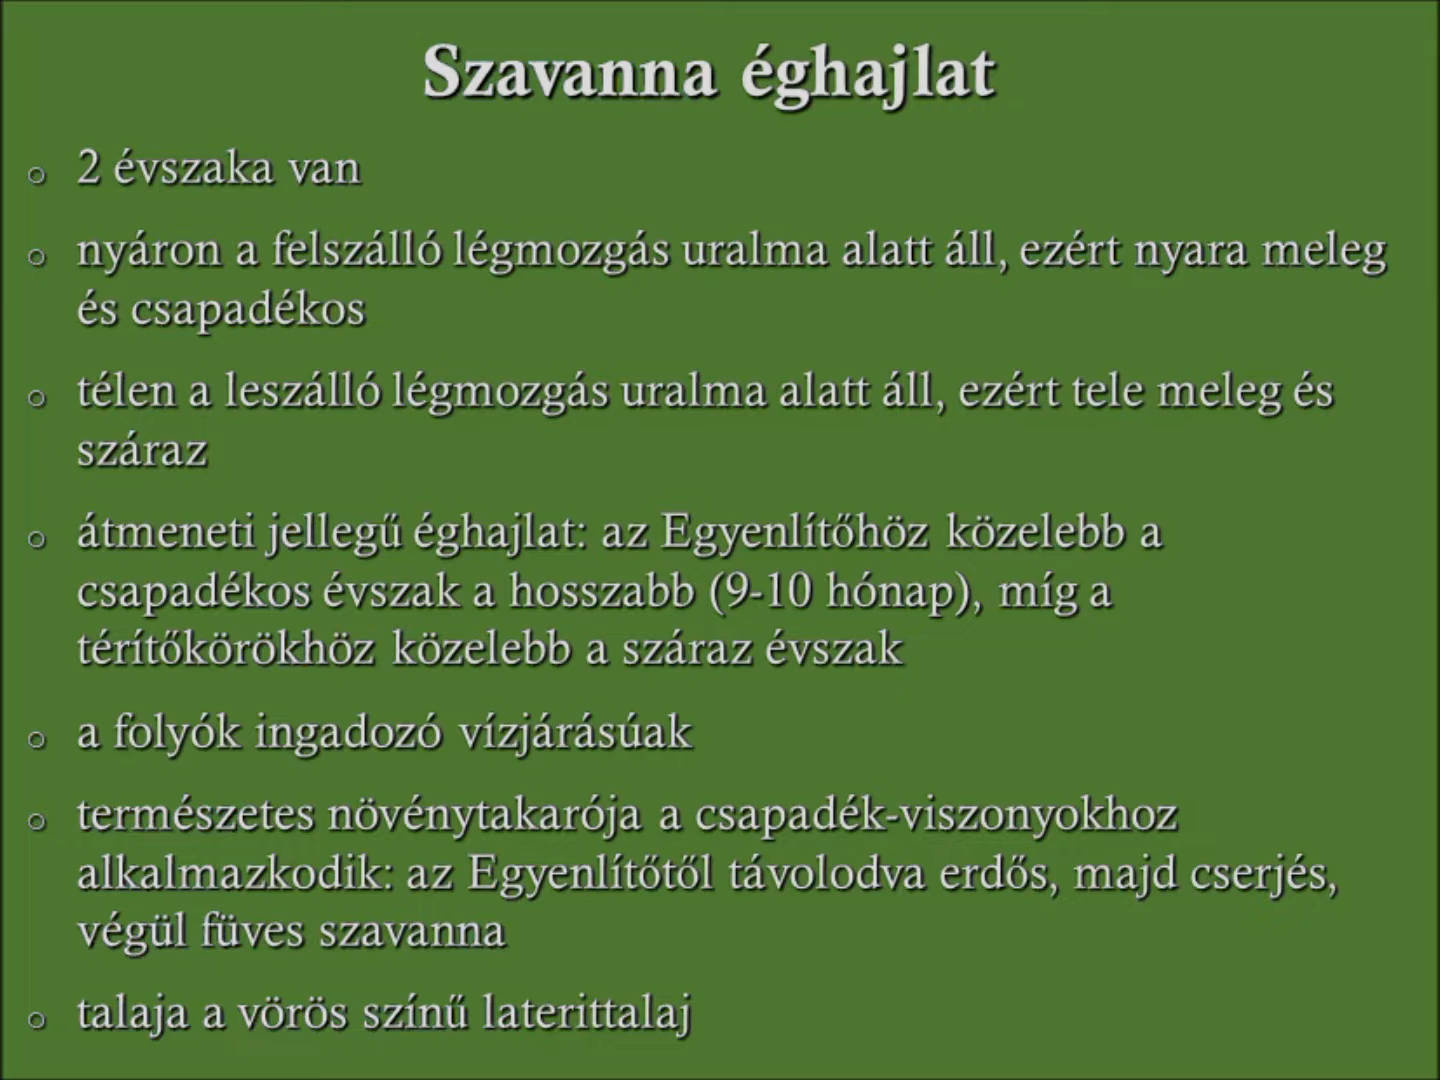 Szavanna éghajlat
2 évszaka van
nyáron a felszálló légmozgás uralma alatt áll, ezért nyara meleg
és csapadékos
télen a leszálló légmozgás uralma alatt áll, ezért tele meleg és
száraz
átmeneti jellegű éghajlat: az Egyenlítőhöz közelebb a
csapadékos évszak a hosszabb (9-10 hónap), míg a
térítőkörökhöz közelebb a száraz évszak
a folyók ingadozó vízjárásúak
természetes növénytakarója a csapadék-viszonyokhoz
alkalmazkodik: az Egyenlítőtől távolodva erdős, majd cserjés,
végül füves szavanna
talaja a vörös színű laterittalaj